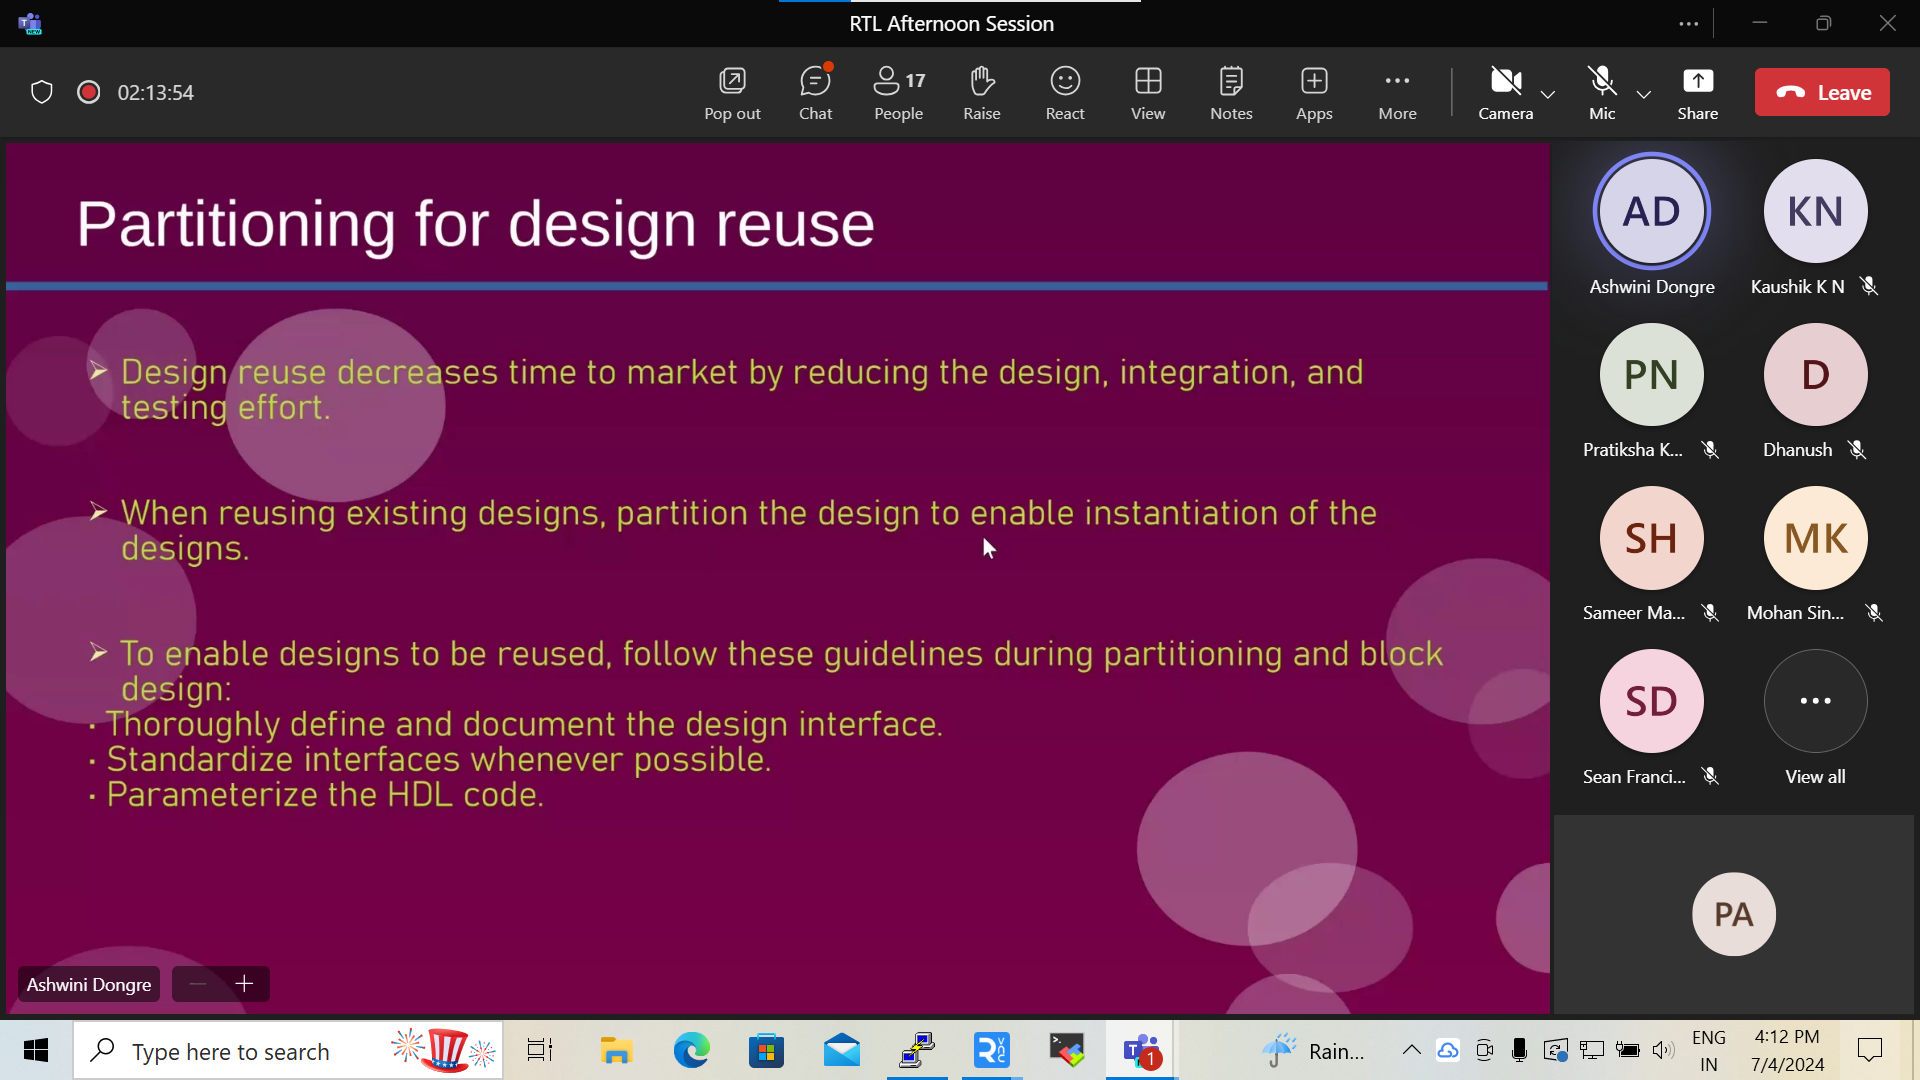 RTL Afternoon Session
02:13:54
Pop out
Chat
17
People
Raise
React
View
Notes
Apps
More
Camera
Mic
Share
Leave
Partitioning for design reuse
➢ Design reuse decreases time to market by reducing the design, integration, and
testing effort.
➢ When reusing existing designs, partition the design to enable instantiation of the
designs.
➢ To enable designs to be reused, follow these guidelines during partitioning and block
design:
· Thoroughly define and document the design interface.
· Standardize interfaces whenever possible.
· Parameterize the HDL code.
Ashwini Dongre
AD
Ashwini Dongre
KN
Kaushik K N
PN
Pratiksha K...
D
Dhanush
SH
Sameer Ma...
MK
Mohan Sin...
SD
Sean Franci...
View all
PA
Type here to search
1
Rain...
ENG
IN
4:12 PM
7/4/2024